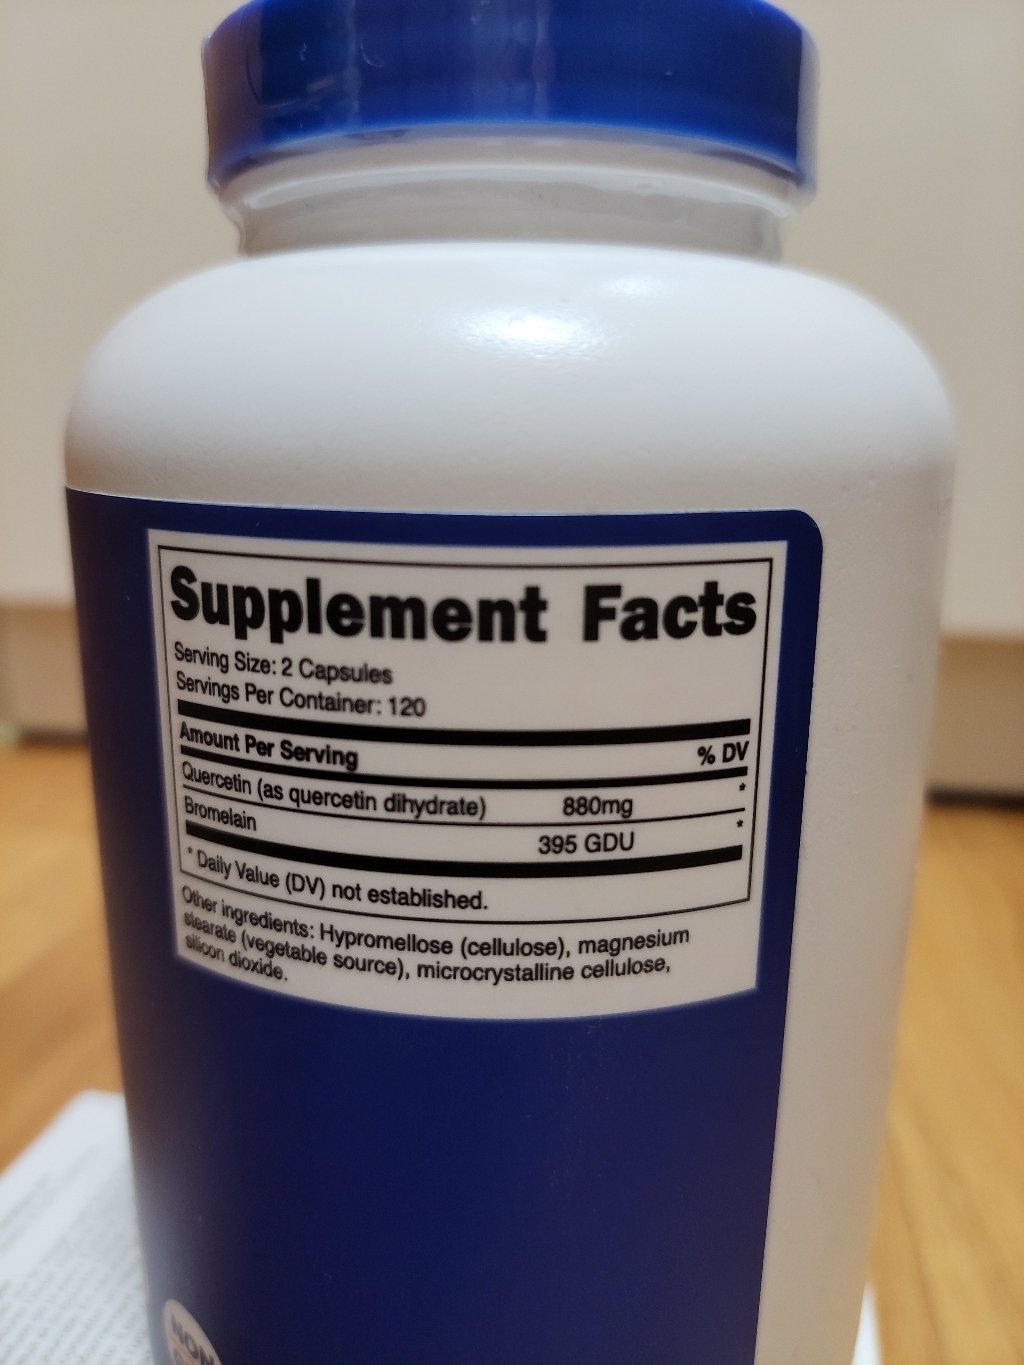 Supplement Facts
Serving Size: 2 Capsules
Servings Per Container: 120
Amount Per Serving % DV
Quercetin (as quercetin dihydrate) 880mg *
Bromelain 395 GDU *
* Daily Value (DV) not established.
Other ingredients: Hypromellose (cellulose), magnesium
stearate (vegetable source), microcrystalline cellulose,
silicon dioxide.
NON